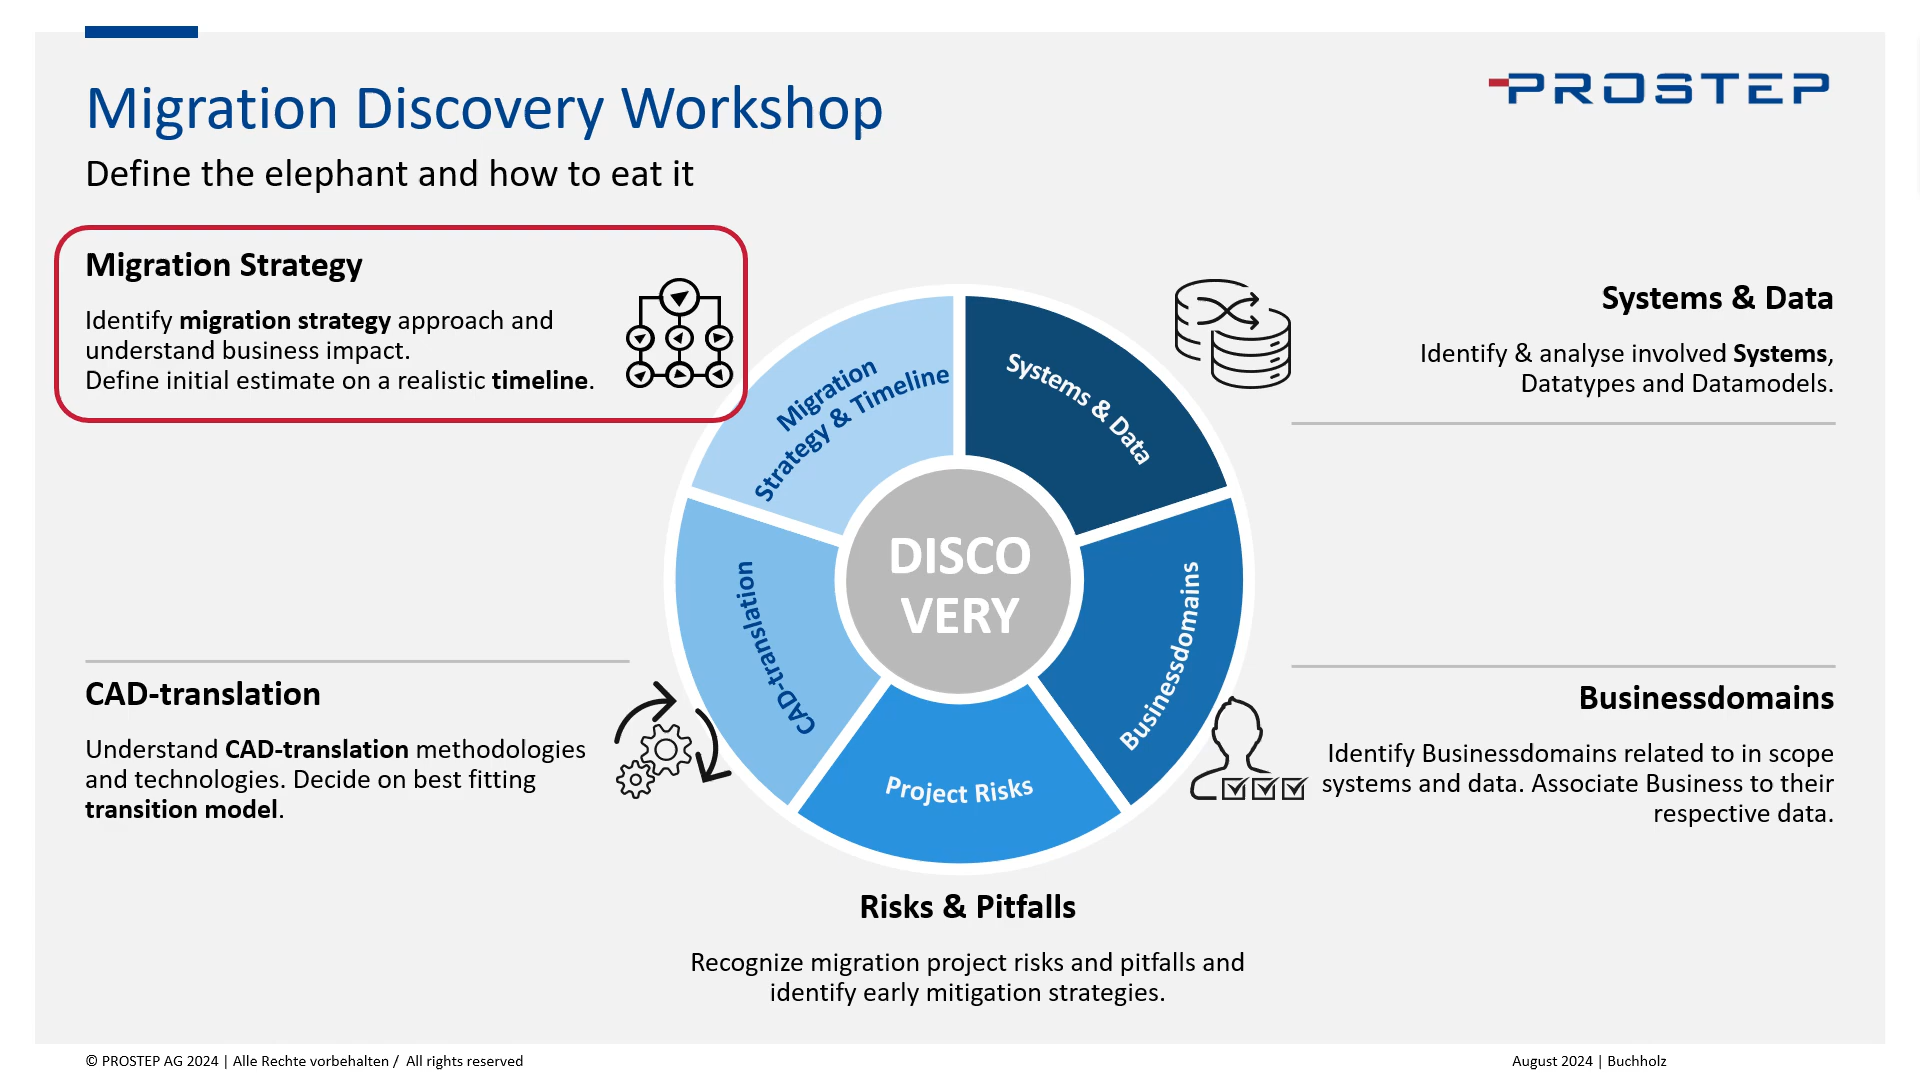 Migration Discovery Workshop
PROSTEP
Define the elephant and how to eat it
Migration Strategy
Identify migration strategy approach and
understand business impact.
Define initial estimate on a realistic timeline.
Systems & Data
Identify & analyse involved Systems,
Datatypes and Datamodels.
Migration
Strategy & Timeline
Systems & Data
DISCO
VERY
CAD-translation
Businessdomains
Project Risks
CAD-translation
Understand CAD-translation methodologies
and technologies. Decide on best fitting
transition model.
Businessdomains
Identify Businessdomains related to in scope
systems and data. Associate Business to their
respective data.
Risks & Pitfalls
Recognize migration project risks and pitfalls and
identify early mitigation strategies.
© PROSTEP AG 2024 | Alle Rechte vorbehalten / All rights reserved
August 2024 | Buchholz